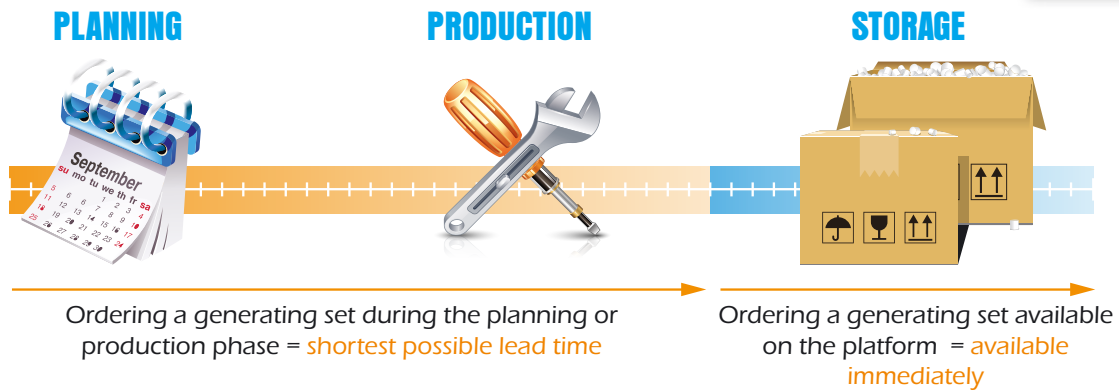 PLANNING
PRODUCTION
STORAGE
September
su mo tu we th fr sa
Ordering a generating set during the planning or
production phase = shortest possible lead time
Ordering a generating set available
on the platform = available
immediately